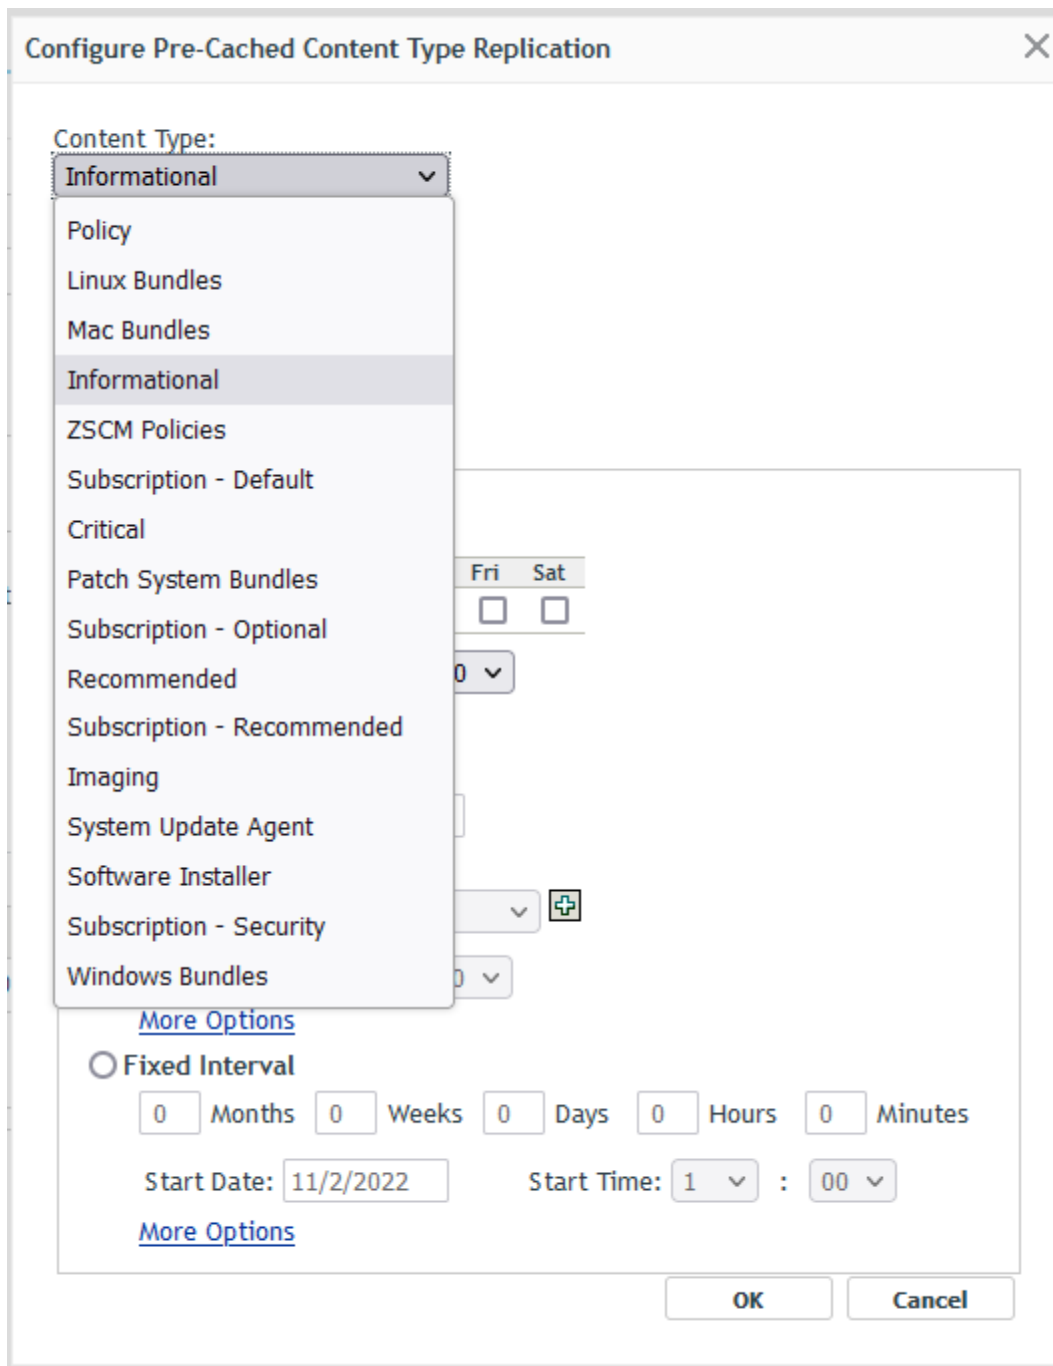 Configure Pre-Cached Content Type Replication
Content Type:
Informational
Policy
Linux Bundles
Mac Bundles
Informational
ZSCM Policies
Subscription - Default
Critical
Patch System Bundles
Fri Sat
Subscription - Optional
Recommended
0
Subscription - Recommended
Imaging
System Update Agent
Software Installer
Subscription - Security
Windows Bundles
More Options
Fixed Interval
0 Months 0 Weeks 0 Days 0 Hours 0 Minutes
Start Date: 11/2/2022 Start Time: 1 : 00
More Options
OK Cancel